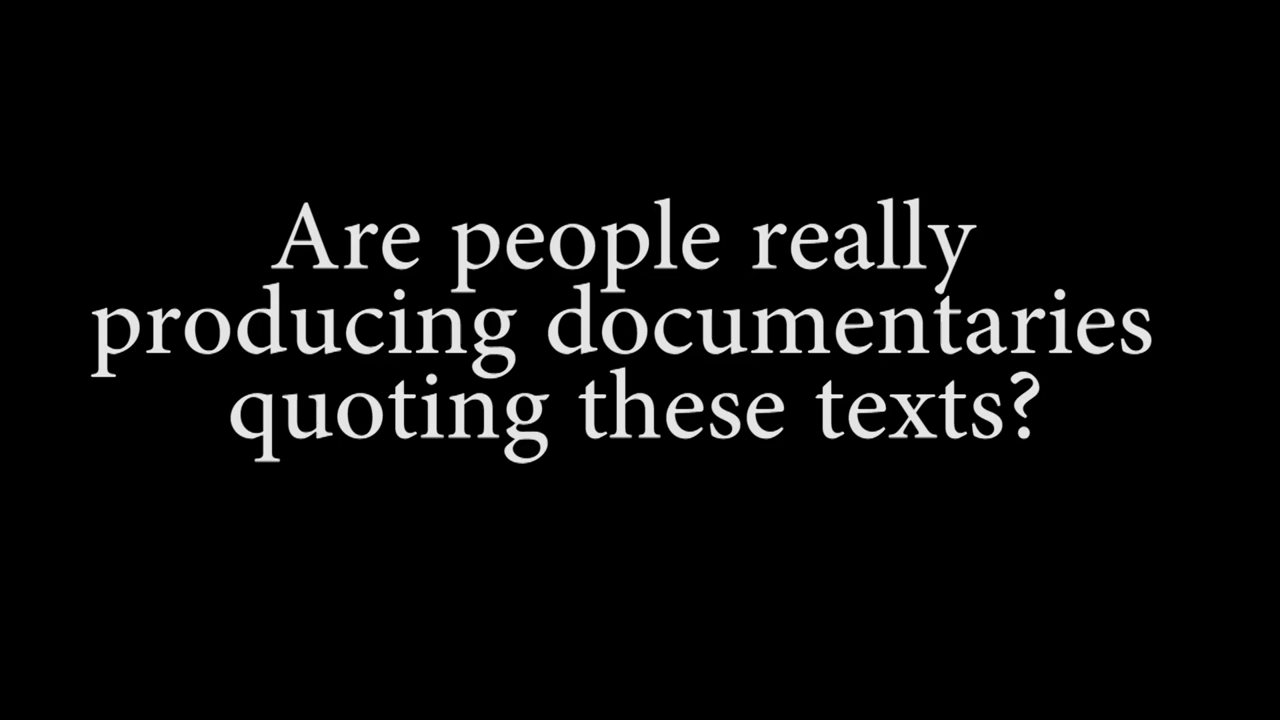 Are people really
producing documentaries
quoting these texts?